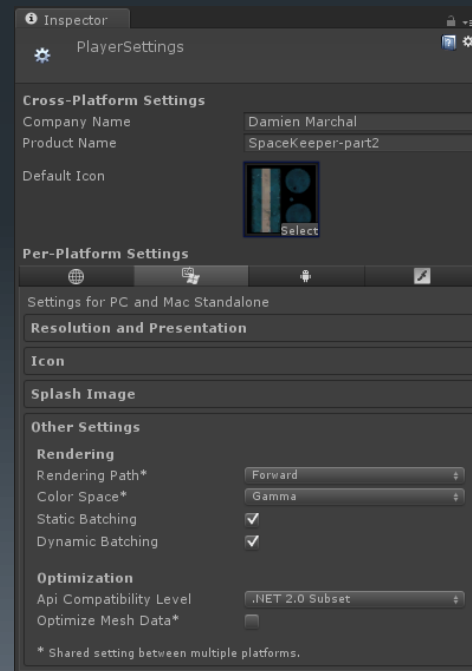 Inspector
PlayerSettings
Cross-Platform Settings
Company Name Damien Marchal
Product Name SpaceKeeper-part2
Default Icon
Select
Per-Platform Settings
Settings for PC and Mac Standalone
Resolution and Presentation
Icon
Splash Image
Other Settings
Rendering
Rendering Path* Forward
Color Space* Gamma
Static Batching
Dynamic Batching
Optimization
Api Compatibility Level .NET 2.0 Subset
Optimize Mesh Data*
* Shared setting between multiple platforms.